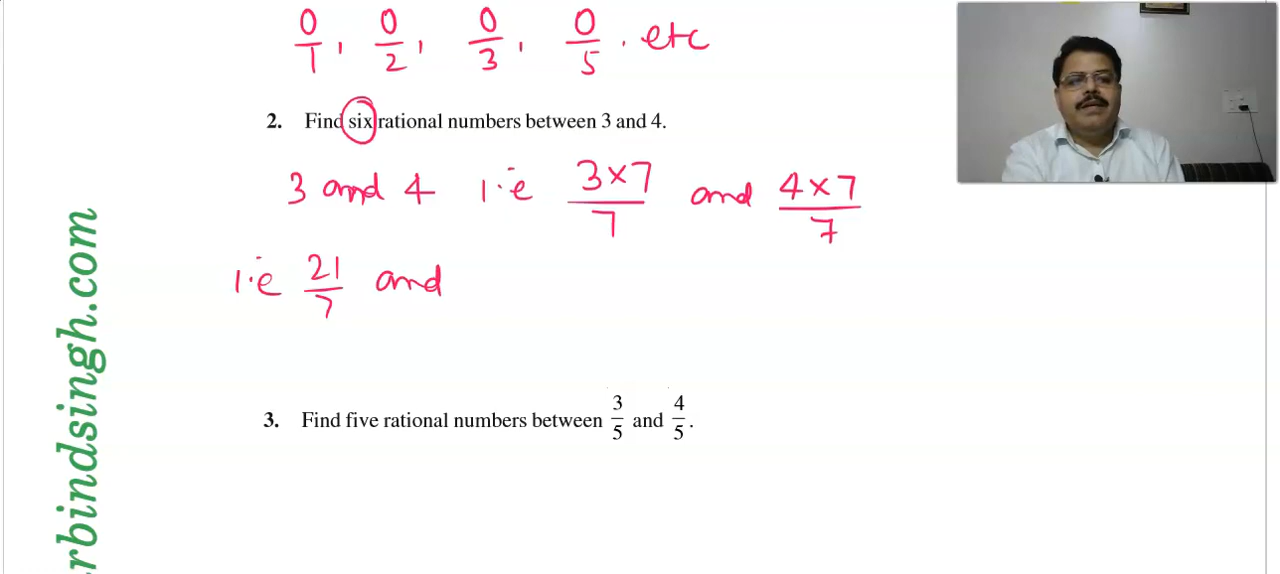 0/1, 0/2, 0/3, 0/5. etc
2. Find six rational numbers between 3 and 4.
3 and 4 i.e 3×7/7 and 4×7/7
i.e 21/7 and
3. Find five rational numbers between 3/5 and 4/5.
rbindsingh.com